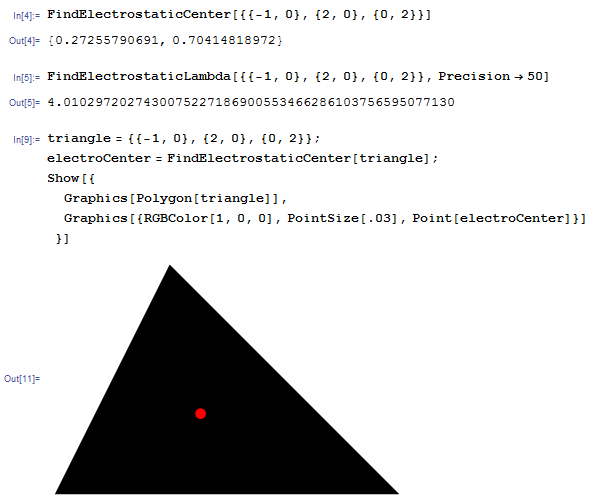 In[4]:= FindElectrostaticCenter[{{-1, 0}, {2, 0}, {0, 2}}]
Out[4]= {0.27255790691, 0.70414818972}
In[5]:= FindElectrostaticLambda[{{-1, 0}, {2, 0}, {0, 2}}, Precision → 50]
Out[5]= 4.0102972027430075227186900553466286103756595077130
In[9]:= triangle = {{-1, 0}, {2, 0}, {0, 2}};
electroCenter = FindElectrostaticCenter[triangle];
Show[{
Graphics[Polygon[triangle]],
Graphics[{RGBColor[1, 0, 0], PointSize[.03], Point[electroCenter]}]
}]
Out[11]=